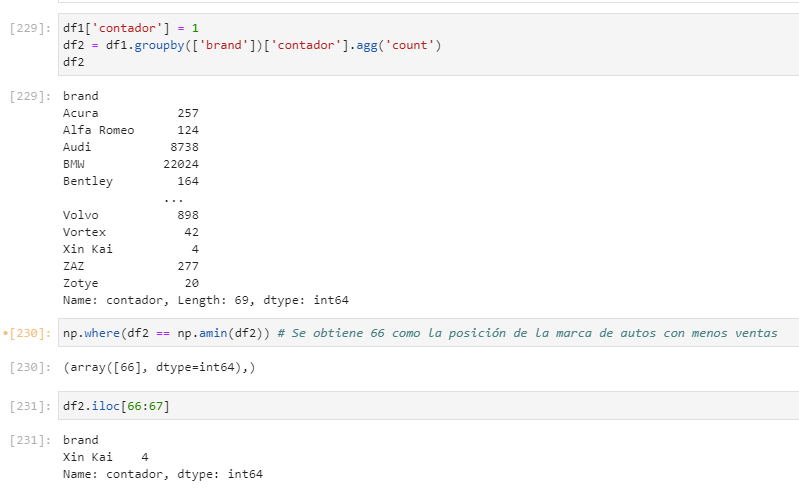 [229]: df1['contador'] = 1
df2 = df1.groupby(['brand'])['contador'].agg('count')
df2
[229]: brand
Acura 257
Alfa Romeo 124
Audi 8738
BMW 22024
Bentley 164
...
Volvo 898
Vortex 42
Xin Kai 4
ZAZ 277
Zotye 20
Name: contador, Length: 69, dtype: int64
•[230]: np.where(df2 == np.amin(df2)) # Se obtiene 66 como la posición de la marca de autos con menos ventas
[230]: (array([66], dtype=int64),)
[231]: df2.iloc[66:67]
[231]: brand
Xin Kai 4
Name: contador, dtype: int64